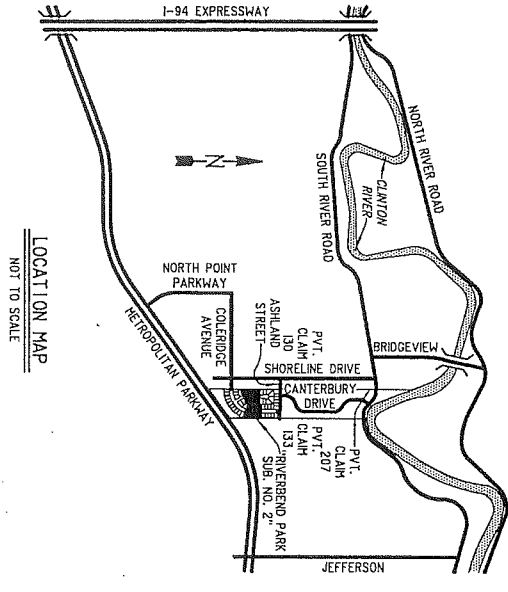 I-94 EXPRESSWAY
NORTH RIVER ROAD
CLINTON
RIVER
SOUTH RIVER ROAD
N
NORTH POINT
PARKWAY
COLERIDGE
AVENUE
ASHLAND
STREET
PVT.
CLAIM
130
BRIDGEVIEW
SHORELINE DRIVE
CANTERBURY
DRIVE
PVT.
CLAIM
207
PVT.
CLAIM
133
"RIVERBEND PARK
SUB. NO. 2"
METROPOLITAN PARKWAY
JEFFERSON
LOCATION MAP
NOT TO SCALE